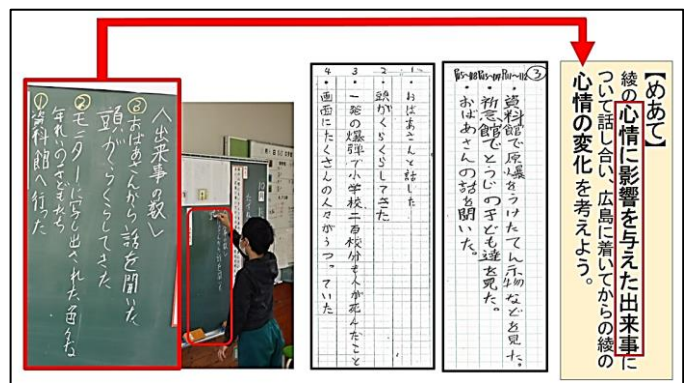 【めあて】
綾の心情に影響を与えた出来事に
ついて話し合い、広島に着いてからの綾の
心情の変化を考えよう。
③
・資料館で原爆をうけたてん示物などを見た。
・祈念館でとうじの子ども達を見た。
・おばあさんの話を聞いた。
1・おばあさんと話した
2・頭がくらくらしてきた
3・一発の爆弾で小学校二百校分も人が死んだこと
4・画面にたくさんの人々がうつっていた
〈出来事の数〉
③おばあさんから話を聞いた
頭がくらくらしてきた
②モニターに写し出された
年れいの子どもたち
①資料館へ行った